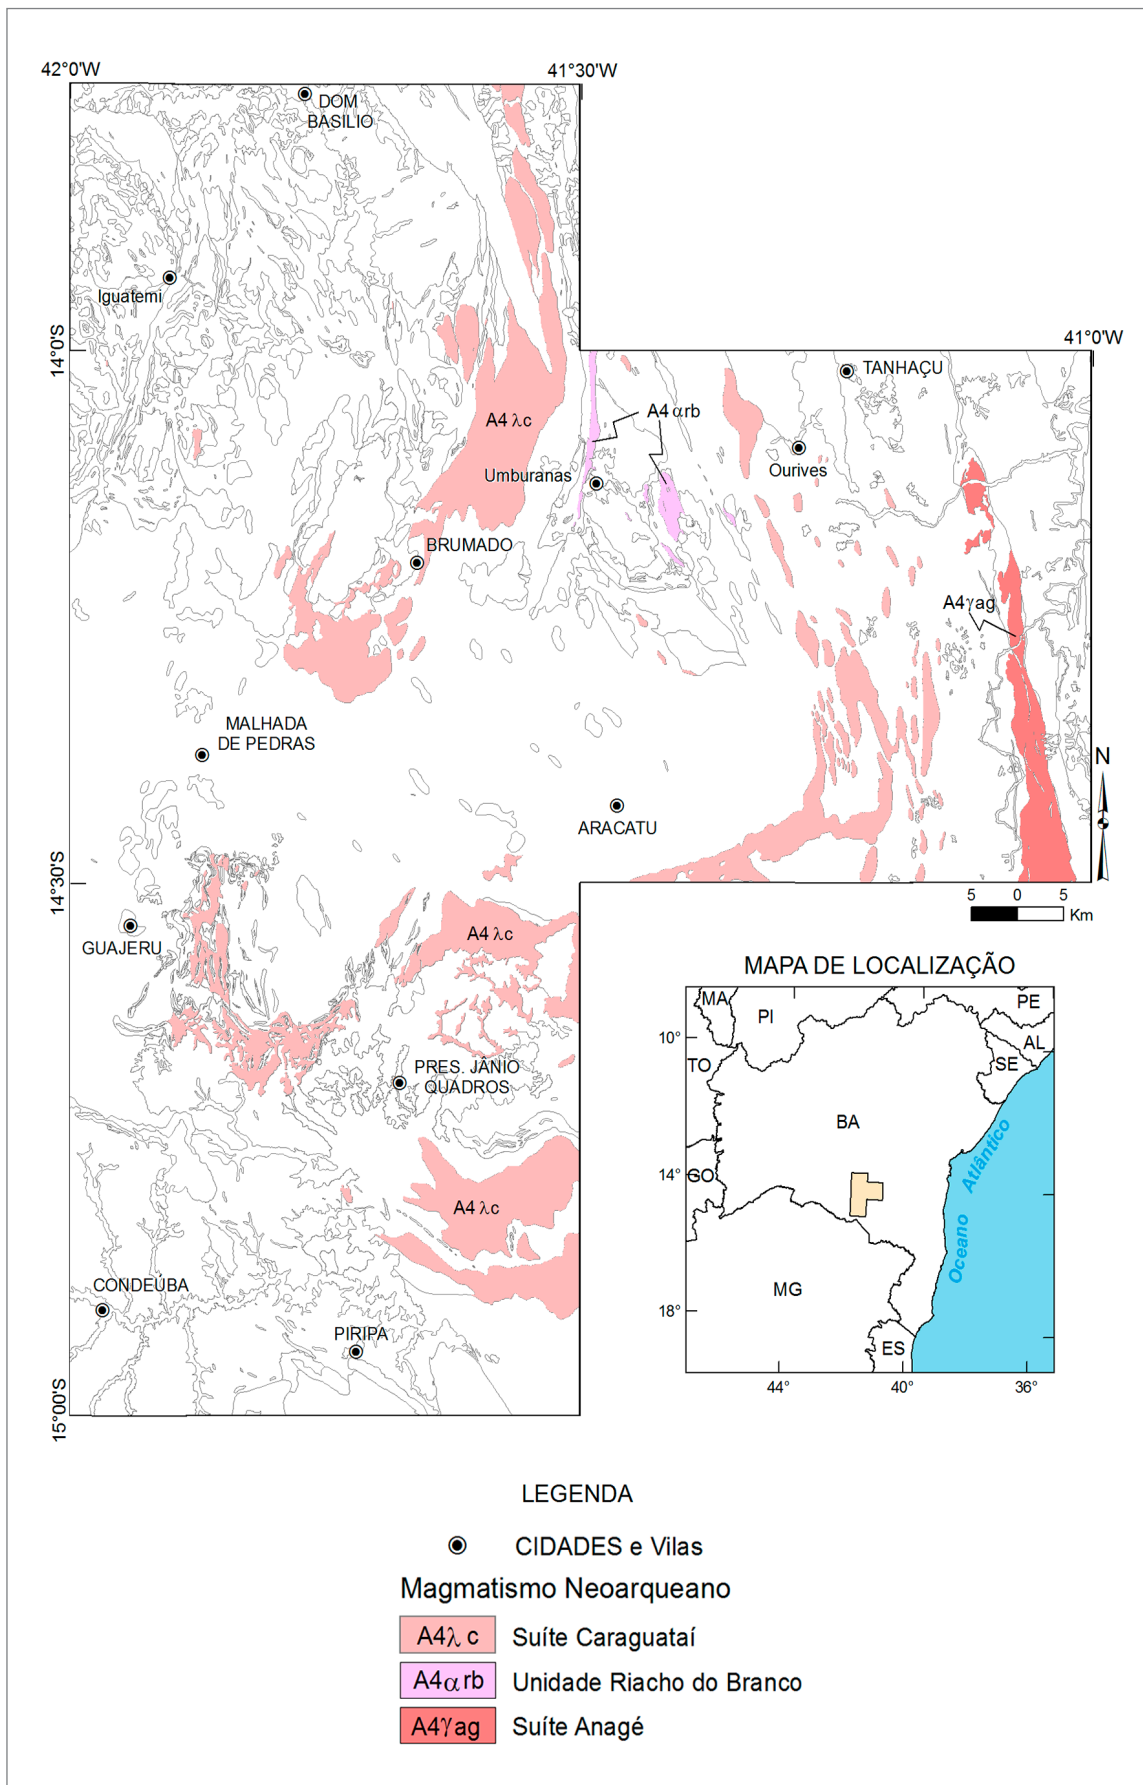 42°0'W
41°30'W
DOM
BASILIO
Iguatemi
14°0'S
41°0'W
TANHAÇU
A4 λc
A4 αrb
Umburanas
Ourives
BRUMADO
A4γag
MALHADA
DE PEDRAS
N
ARACATU
14°30'S
5 0 5
Km
GUAJERU
A4 λc
MAPA DE LOCALIZAÇÃO
MA
PI
PE
10°
AL
TO
SE
PRES. JÂNIO
QUADROS
BA
Oceano Atlântico
14°
GO
A4 λc
CONDEÚBA
MG
18°
PIRIPA
ES
44° 40° 36°
15°00'S
LEGENDA
CIDADES e Vilas
Magmatismo Neoarqueano
A4λ c Suíte Caraguataí
A4α rb Unidade Riacho do Branco
A4γag Suíte Anagé